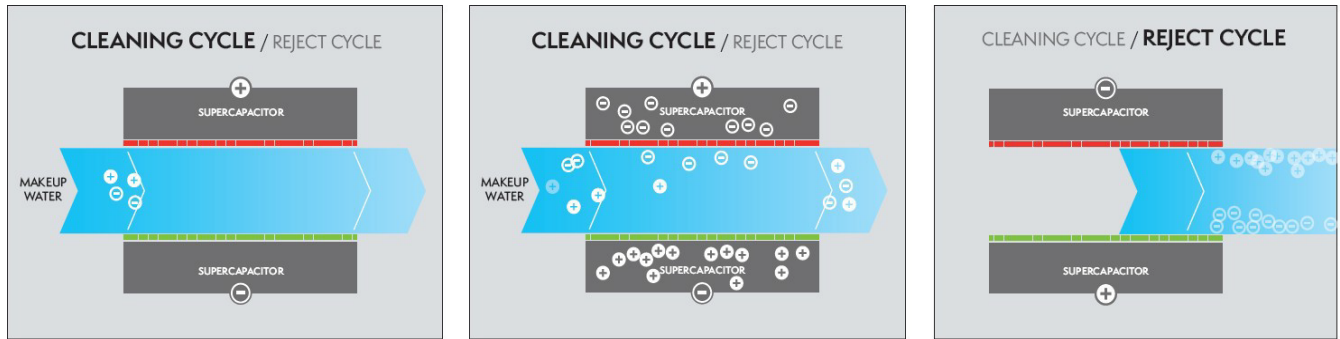 CLEANING CYCLE / REJECT CYCLE
SUPERCAPACITOR
MAKEUP
WATER
SUPERCAPACITOR
CLEANING CYCLE / REJECT CYCLE
SUPERCAPACITOR
MAKEUP
WATER
SUPERCAPACITOR
CLEANING CYCLE / REJECT CYCLE
SUPERCAPACITOR
SUPERCAPACITOR